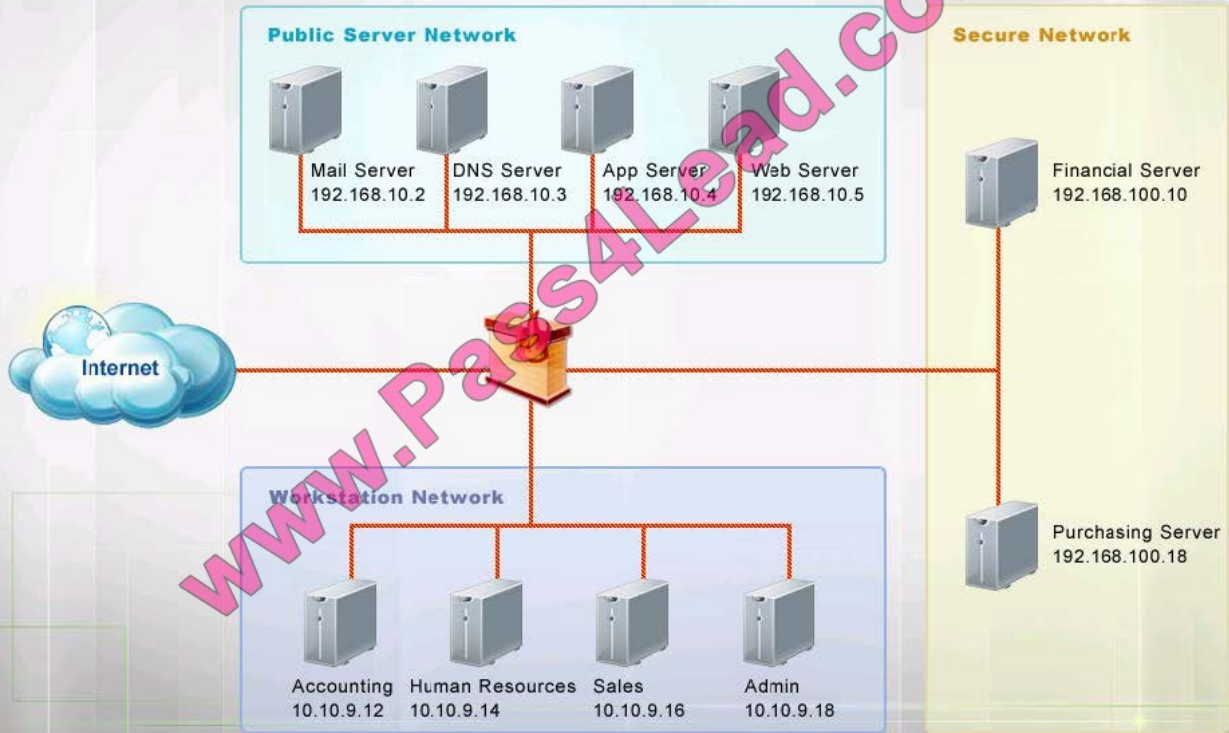 Public Server Network
Mail Server
192.168.10.2
DNS Server
192.168.10.3
App Server
192.168.10.4
Web Server
192.168.10.5
Secure Network
Financial Server
192.168.100.10
Purchasing Server
192.168.100.18
Internet
Workstation Network
Accounting
10.10.9.12
Human Resources
10.10.9.14
Sales
10.10.9.16
Admin
10.10.9.18
www.Pass4Lead.co